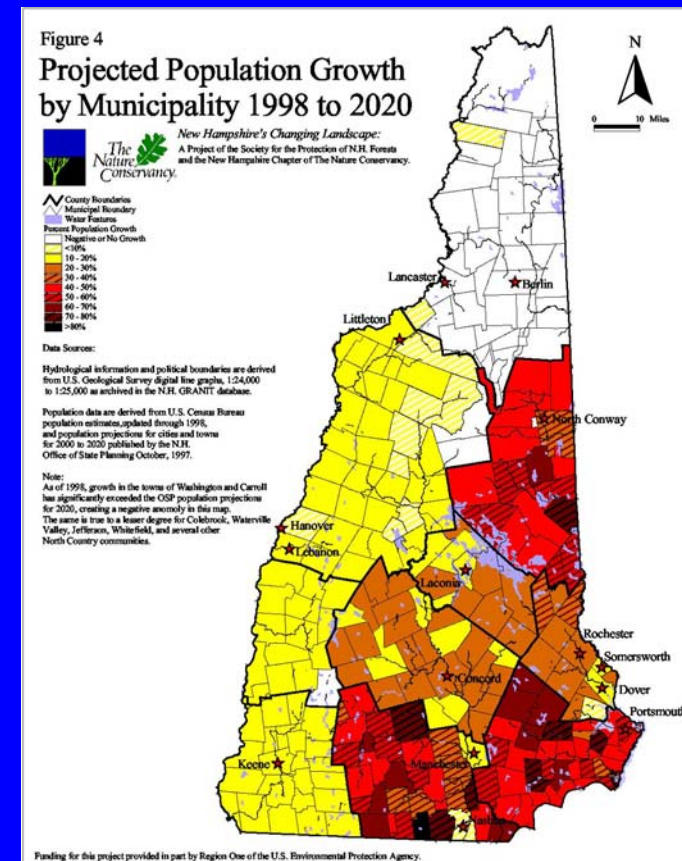 Figure 4
Projected Population Growth
by Municipality 1998 to 2020
The
Nature
Conservancy.
New Hampshire's Changing Landscape:
A Project of the Society for the Protection of N.H. Forests
and the New Hampshire Chapter of The Nature Conservancy.
N
0 10 Miles
County Boundaries
Municipal Boundary
Water Features
Percent Population Growth
Negative or No Growth
<10%
10 - 20%
20 - 30%
30 - 40%
40 - 50%
50 - 60%
60 - 70%
70 - 80%
>80%
Data Sources:
Hydrological information and political boundaries are derived
from U.S. Geological Survey digital line graphs, 1:24,000
to 1:25,000 as archived in the N.H. GRANIT database.
Population data are derived from U.S. Census Bureau
population estimates,updated through 1998,
and population projections for cities and towns
for 2000 to 2020 published by the N.H.
Office of State Planning October, 1997.
Note:
As of 1998, growth in the towns of Washington and Carroll
has significantly exceeded the OSP population projections
for 2020, creating a negative anomoly in this map.
The same is true to a lesser degree for Colebrook, Waterville
Valley, Jefferson, Whitefield, and several other
North Country communities.
Lancaster
Berlin
Littleton
North Conway
Hanover
Lebanon
Laconia
Rochester
Somersworth
Concord
Dover
Portsmouth
Keene
Manchester
Nashua
Funding for this project provided in part by Region One of the U.S. Environmental Protection Agency.